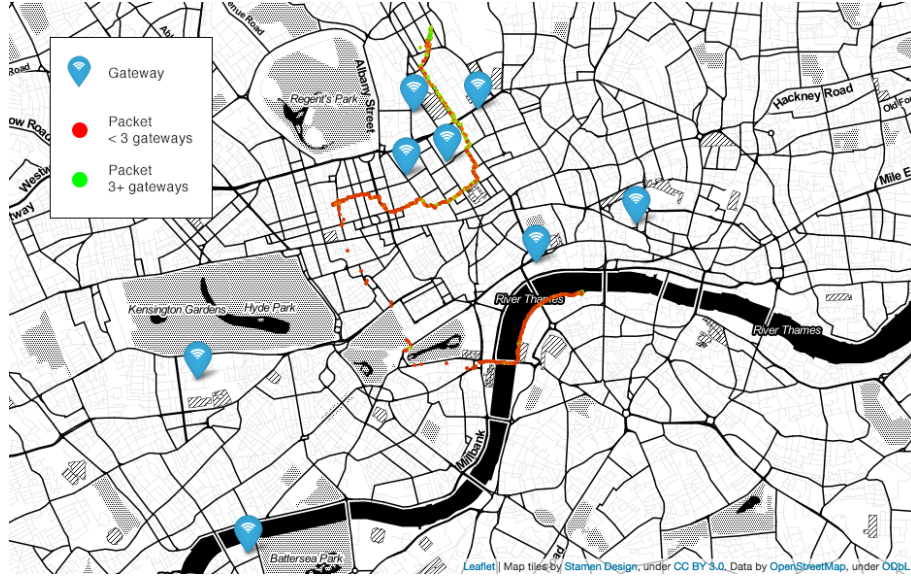 Gateway
Packet
< 3 gateways
Packet
3+ gateways
Road
Albany Street
Regent's Park
Hackney Road
Mile E
Kensington Gardens
Hyde Park
River Thames
River Thames
Millbank
Battersea Park
Leaflet | Map tiles by Stamen Design, under CC BY 3.0. Data by OpenStreetMap, under ODbL